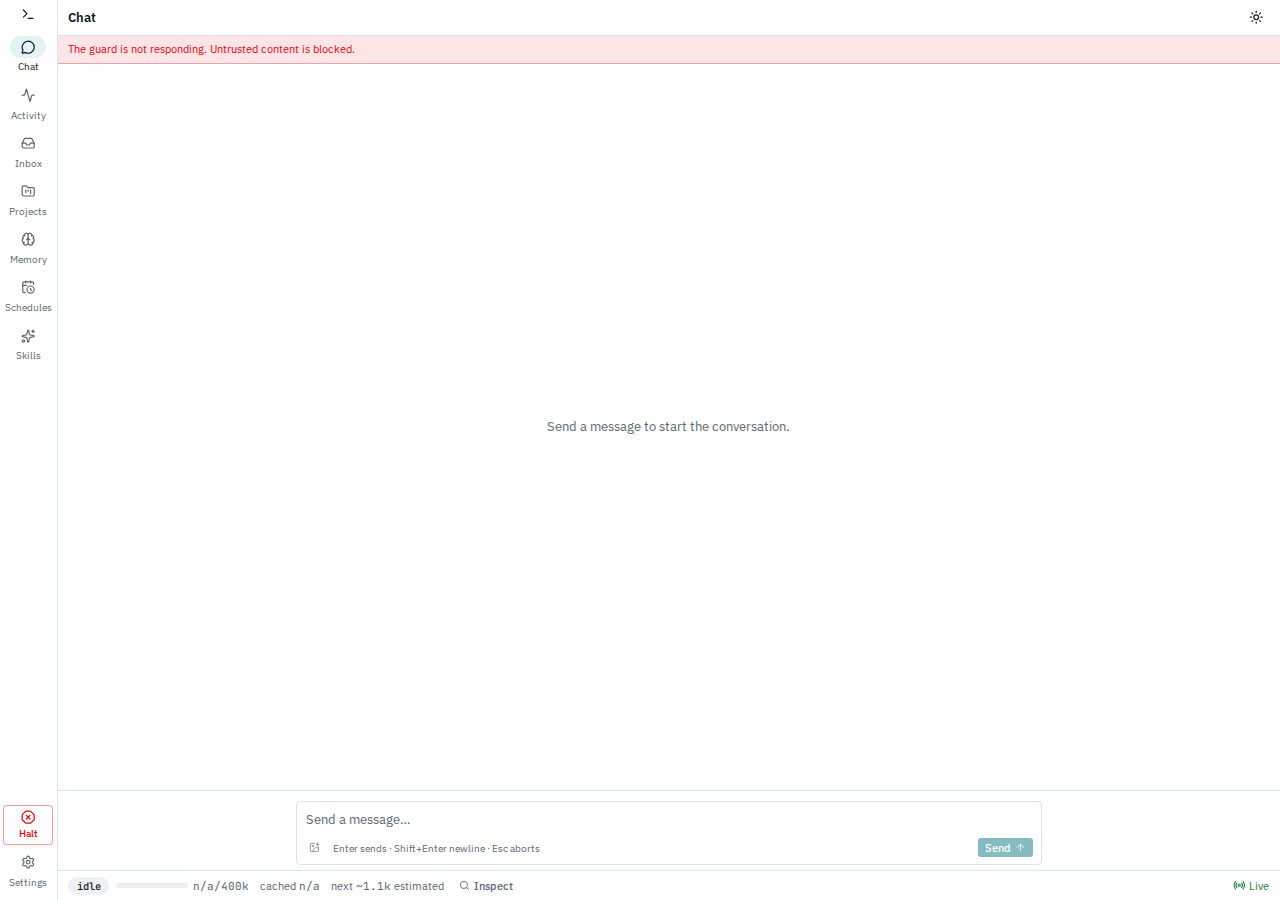 Chat
The guard is not responding. Untrusted content is blocked.
Chat
Activity
Inbox
Projects
Memory
Schedules
Skills
Send a message to start the conversation.
Send a message...
Enter sends · Shift+Enter newline · Esc aborts
Send
Halt
Settings
idle n/a/400k cached n/a next ~1.1k estimated Inspect Live